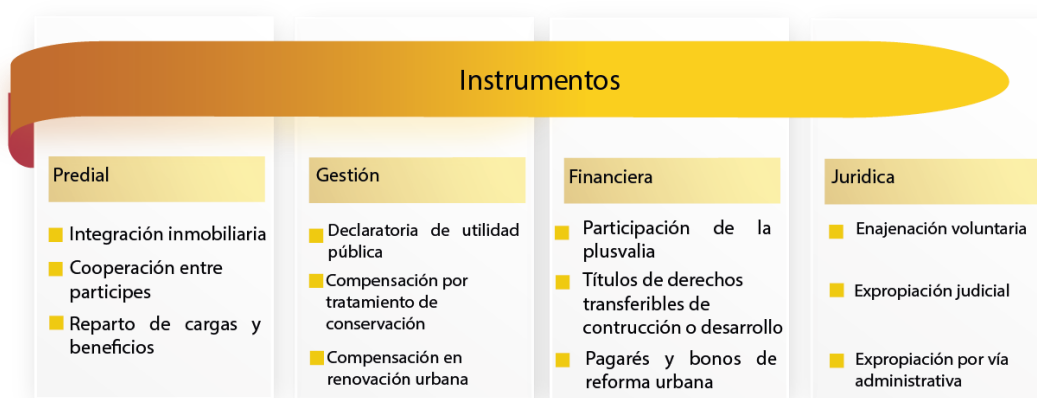 Instrumentos
Predial
Integración inmobiliaria
Cooperación entre
participes
Reparto de cargas y
beneficios
Gestión
Declaratoria de utilidad
pública
Compensación por
tratamiento de
conservación
Compensación en
renovación urbana
Financiera
Participación de la
plusvalia
Títulos de derechos
transferibles de
contrucción o desarrollo
Pagarés y bonos de
reforma urbana
Juridica
Enajenación voluntaria
Expropiación judicial
Expropiación por vía
administrativa